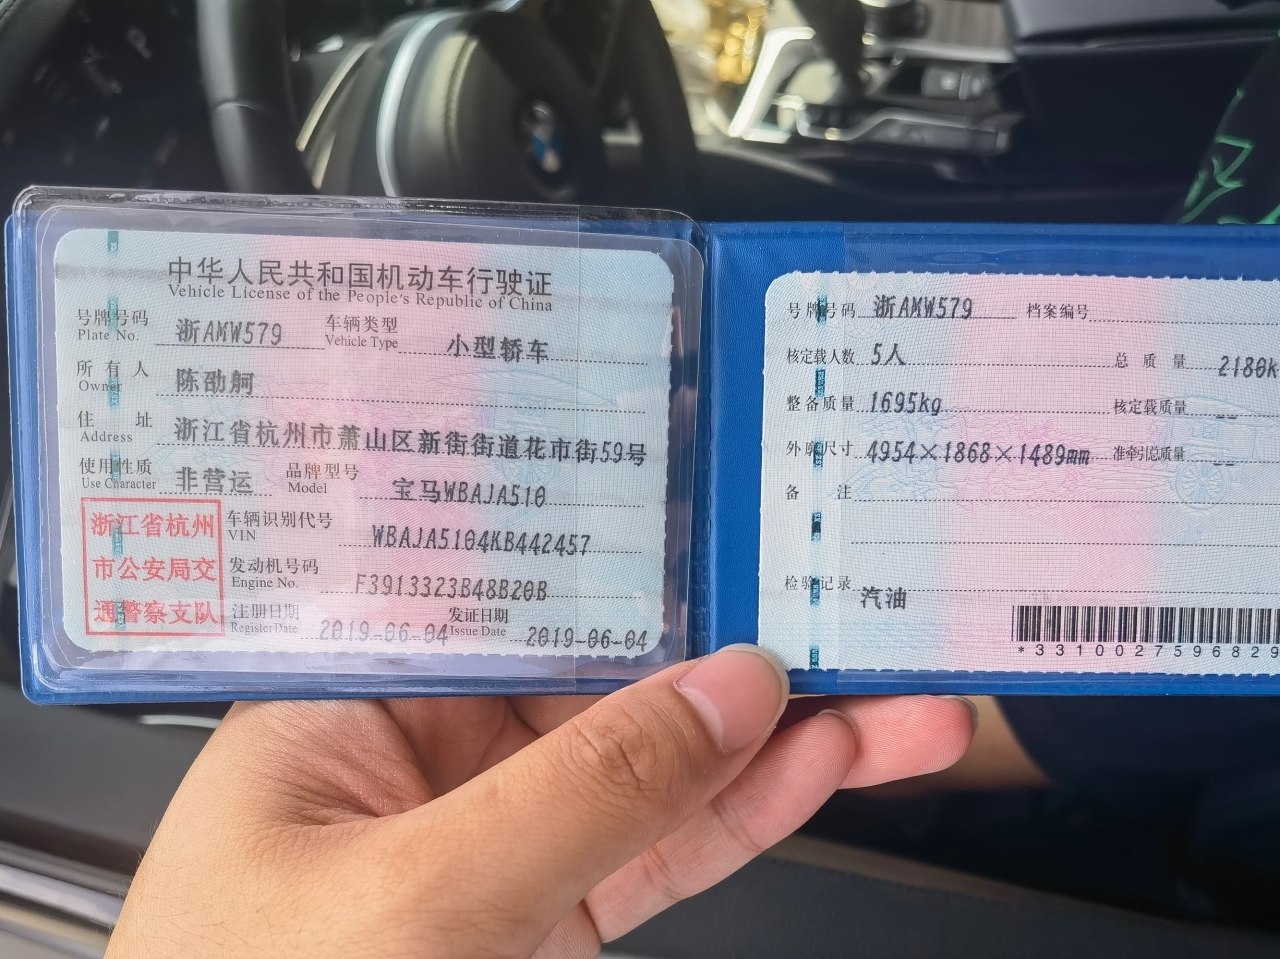 中华人民共和国机动车行驶证
Vehicle License of the People's Republic of China
号牌号码 浙AMW579 车辆类型 小型轿车
Plate No. Vehicle Type
所有人 陈劭舸
Owner
住址 浙江省杭州市萧山区新街街道花市街59号
Address
使用性质 非营运 品牌型号 宝马WBAJA510
Use Character Model
浙江省杭州
市公安局交
通警察支队
车辆识别代号 WBAJA5104KB442457
VIN
发动机号码 F3913323B48B20B
Engine No.
注册日期 2019-06-04 发证日期 2019-06-04
Register Date Issue Date
号牌号码 浙AMW579 档案编号
核定载人数 5人 总质量 2180k
整备质量 1695kg 核定载质量 --
外廓尺寸 4954×1868×1489mm 准牵引总质量 --
备注
检验记录
汽油
*3310027596829